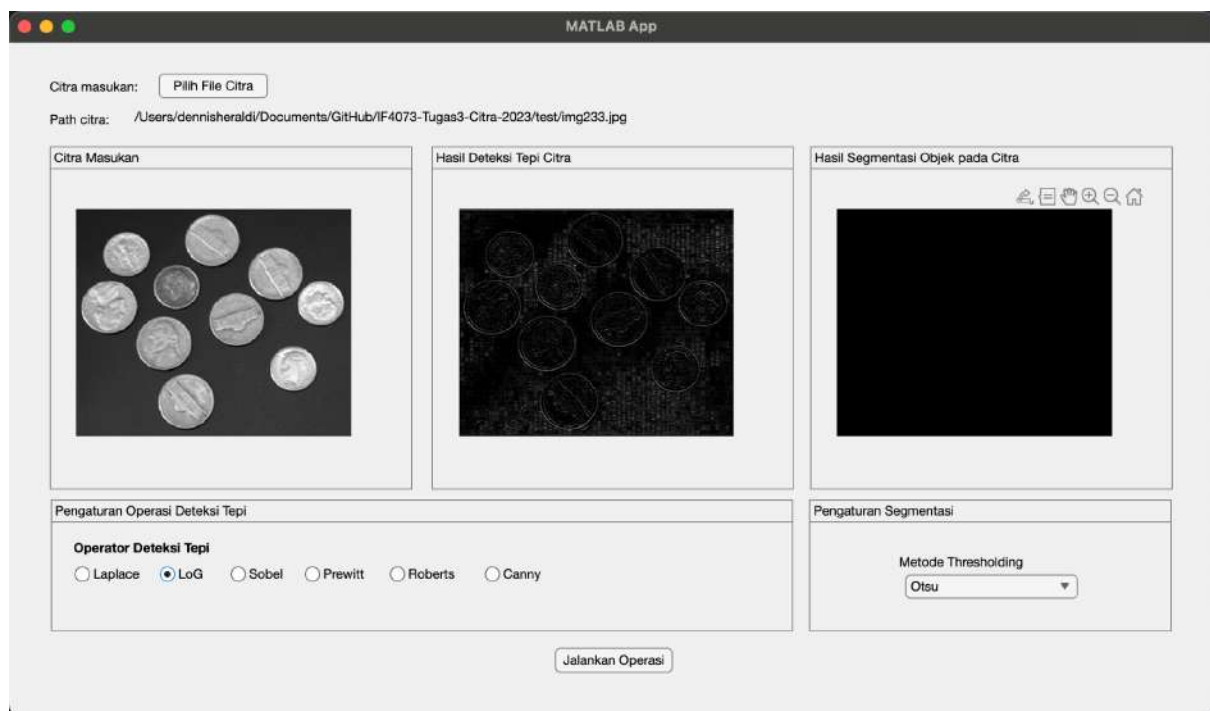 MATLAB App
Citra masukan: Pilih File Citra
Path citra: /Users/dennisheraldi/Documents/GitHub/IF4073-Tugas3-Citra-2023/test/img233.jpg
Citra Masukan
Hasil Deteksi Tepi Citra
Hasil Segmentasi Objek pada Citra
Pengaturan Operasi Deteksi Tepi
Operator Deteksi Tepi
Laplace LoG Sobel Prewitt Roberts Canny
Pengaturan Segmentasi
Metode Thresholding
Otsu
Jalankan Operasi